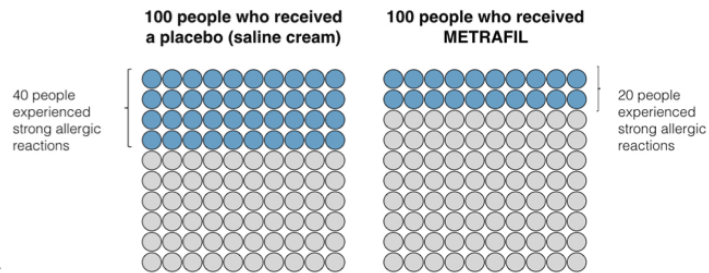 100 people who received
a placebo (saline cream)
100 people who received
METRAFIL
40 people
experienced
strong allergic
reactions
20 people
experienced
strong allergic
reactions